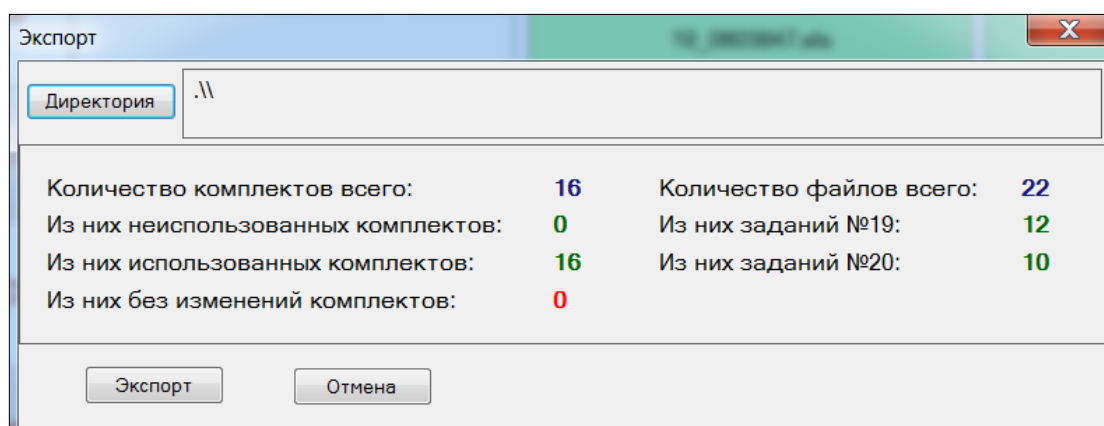 Экспорт
Директория
.\\
Количество комплектов всего: 16 Количество файлов всего: 22
Из них неиспользованных комплектов: 0 Из них заданий №19: 12
Из них использованных комплектов: 16 Из них заданий №20: 10
Из них без изменений комплектов: 0
Экспорт Отмена